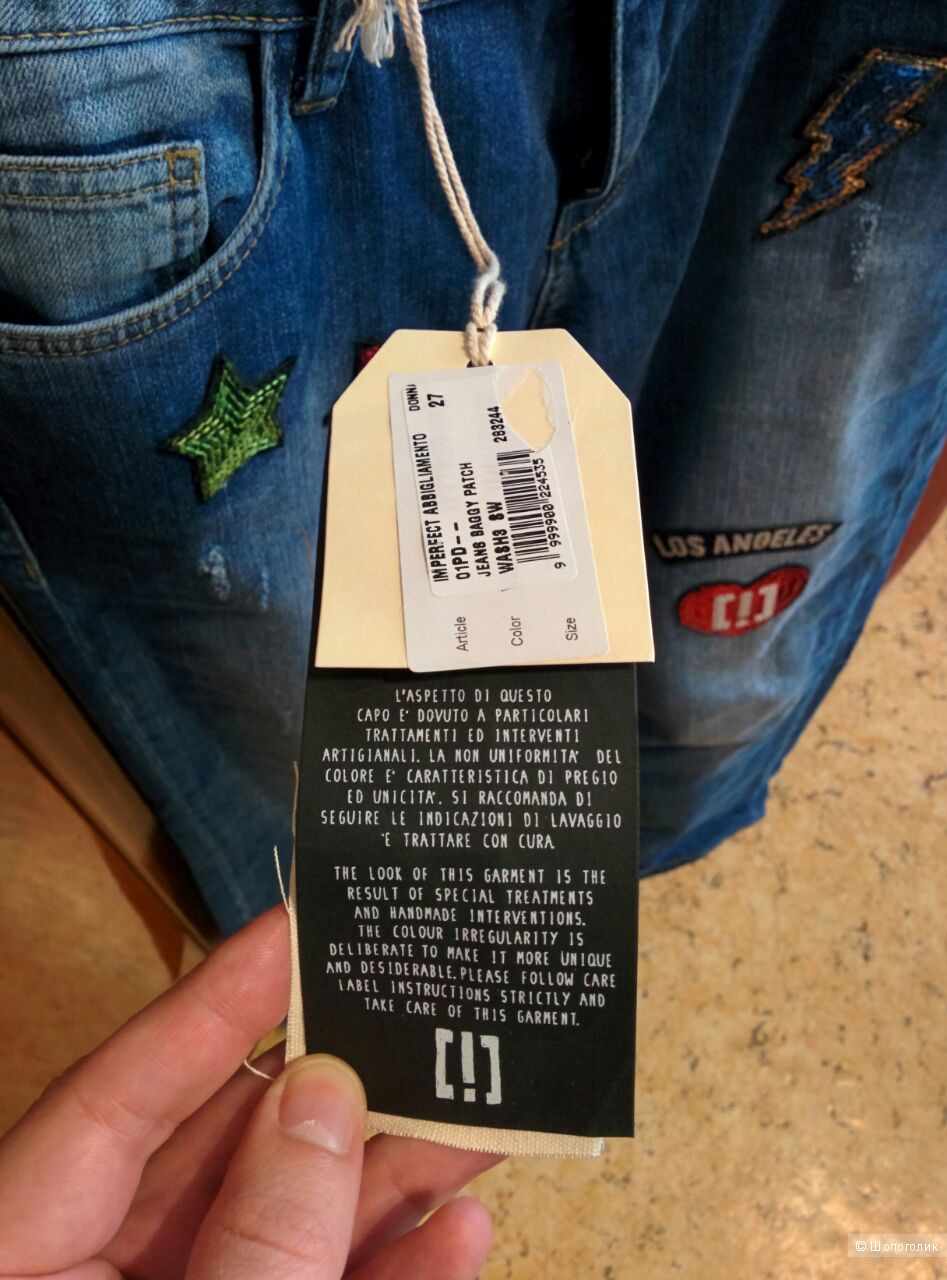 IMPERFECT ABBIGLIAMENTO
01PD--
JEANS BAGGY PATCH
WASH3 SW
27
283244
9 999900 224535
Article
Color
Size
LOS ANGELES
[!]
L'ASPETTO DI QUESTO
CAPO E' DOVUTO A PARTICOLARI
TRATTAMENTI ED INTERVENTI
ARTIGIANALI. LA NON UNIFORMITA' DEL
COLORE E' CARATTERISTICA DI PREGIO
ED UNICITA'. SI RACCOMANDA DI
SEGUIRE LE INDICAZIONI DI LAVAGGIO
'E TRATTARE CON CURA
THE LOOK OF THIS GARMENT IS THE
RESULT OF SPECIAL TREATMENTS
AND HANDMADE INTERVENTIONS.
THE COLOUR IRREGULARITY IS
DELIBERATE TO MAKE IT MORE UNIQUE
AND DESIDERABLE.PLEASE FOLLOW CARE
LABEL INSTRUCTIONS STRICTLY AND
TAKE CARE OF THIS GARMENT.
[!]
© Шопоголик